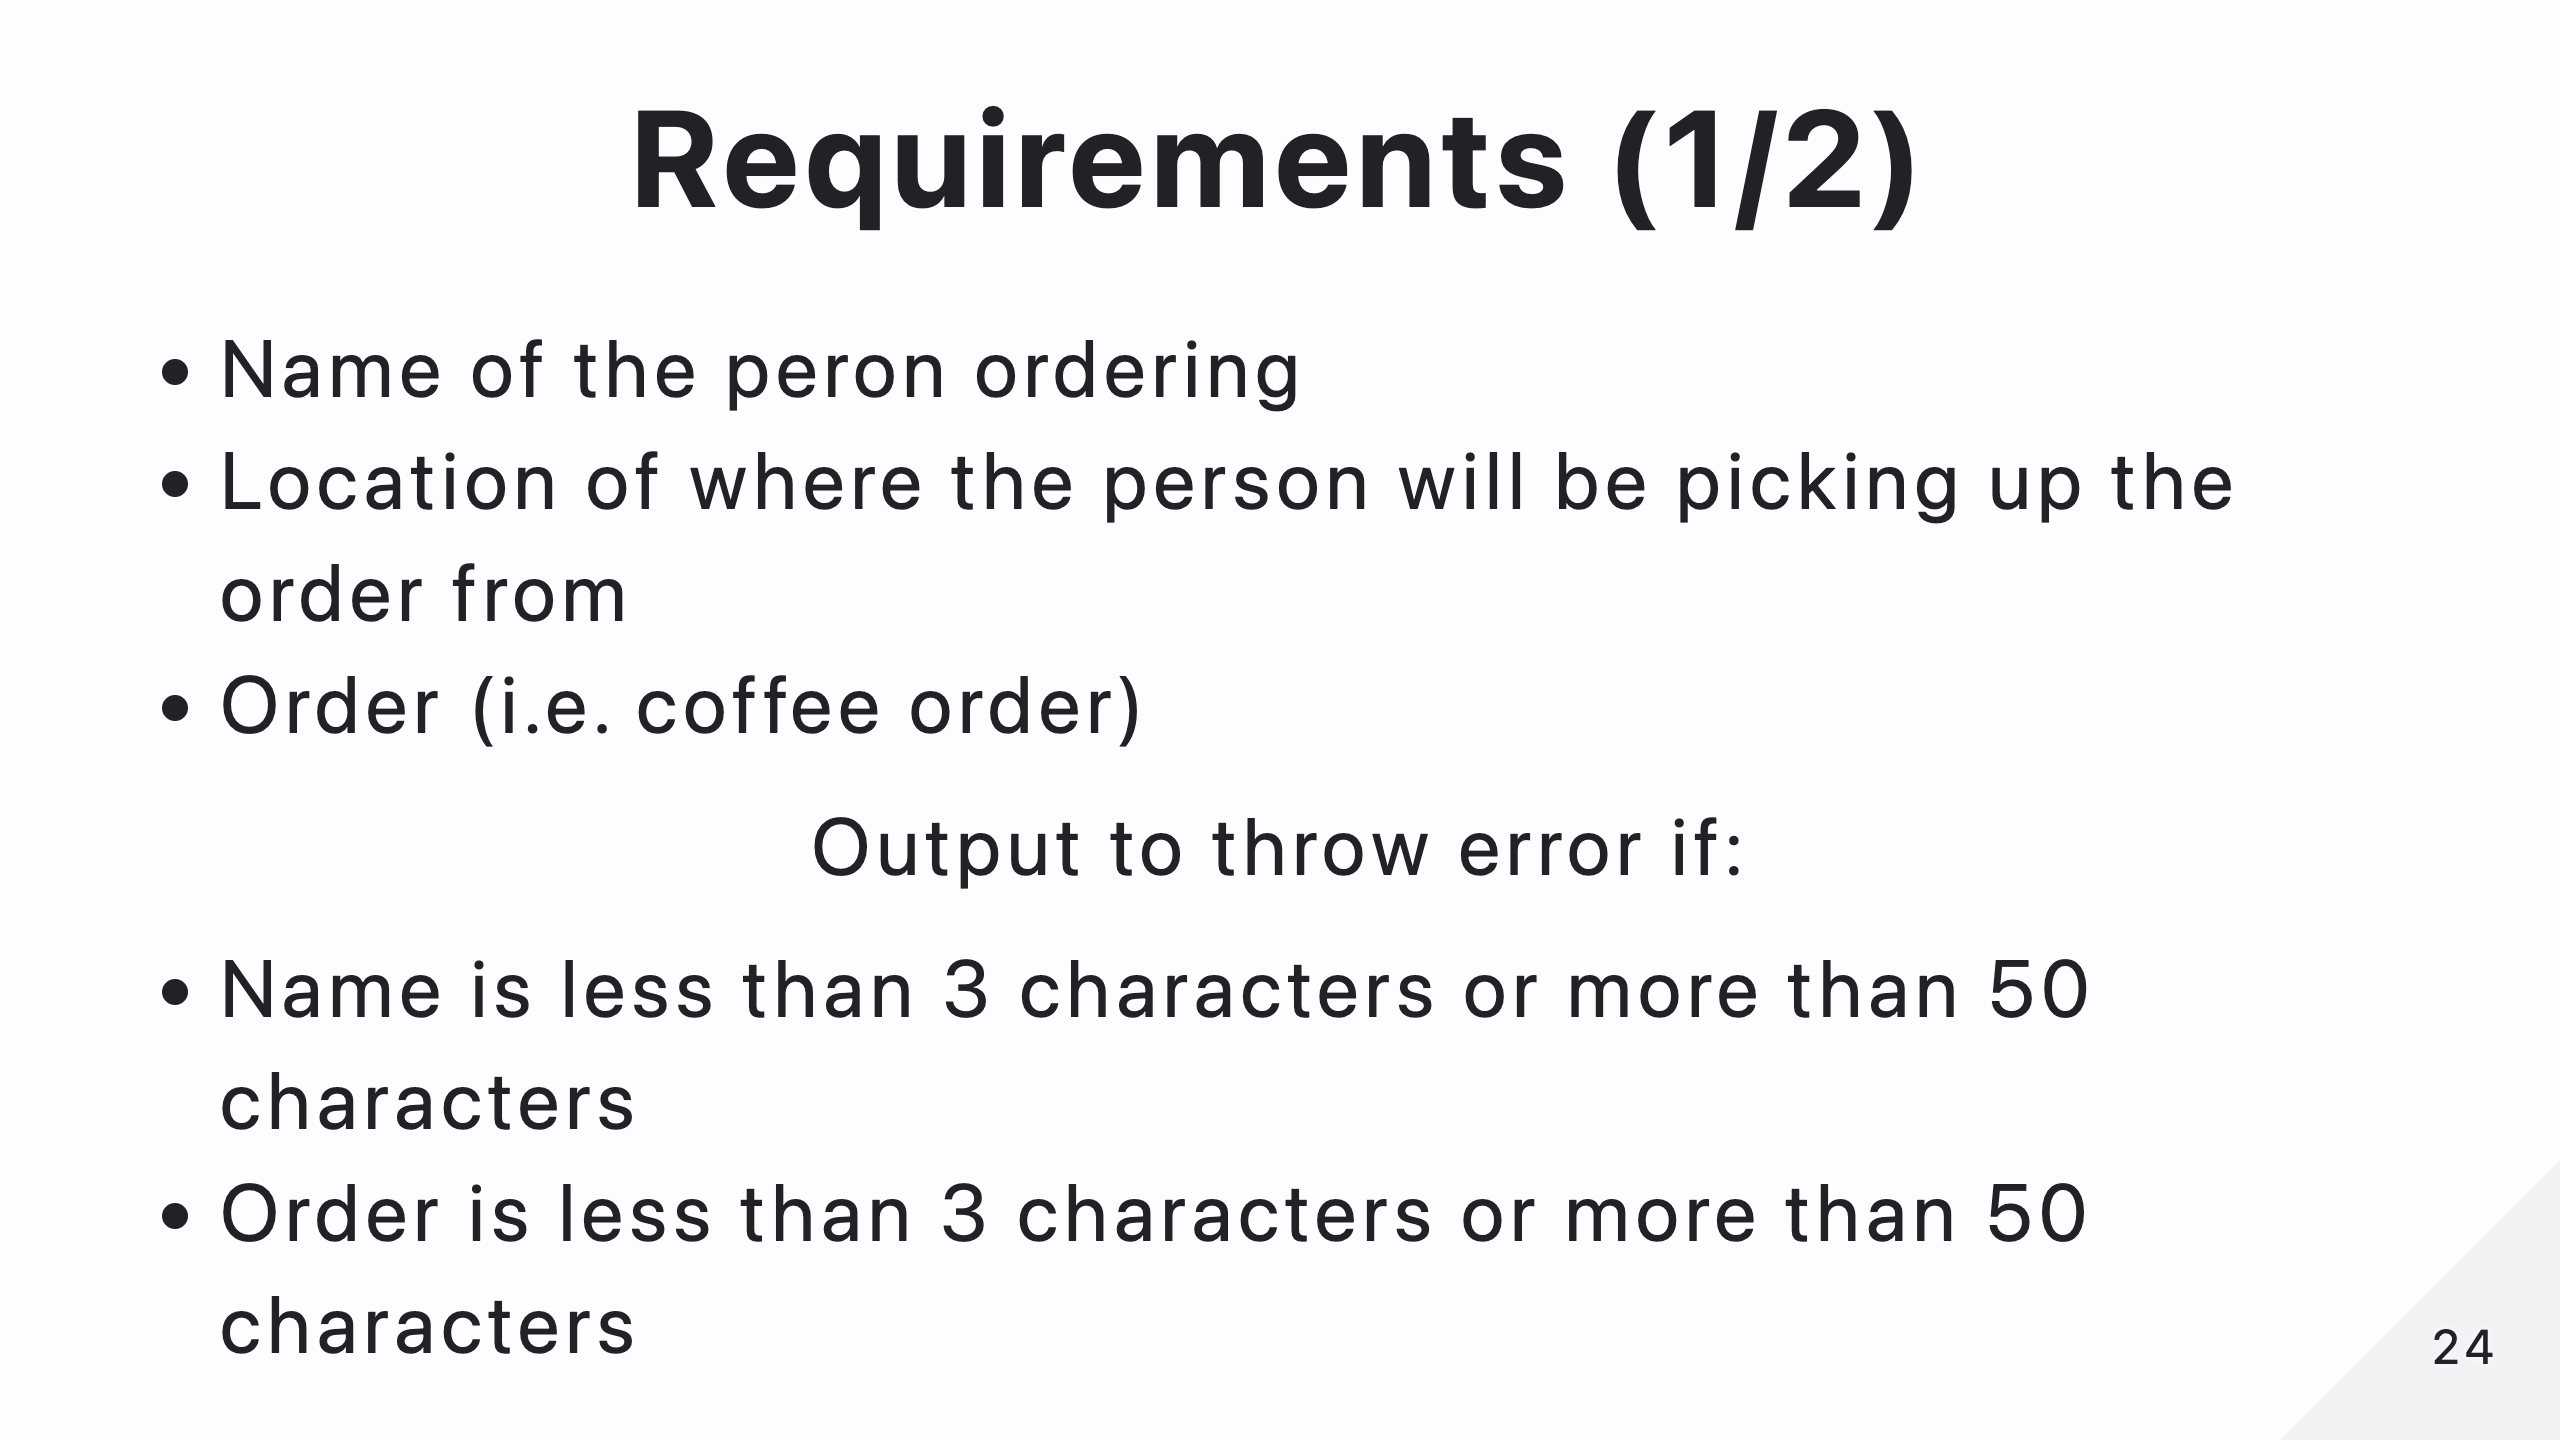 Requirements (1/2)
• Name of the peron ordering
• Location of where the person will be picking up the
order from
• Order (i.e. coffee order)
Output to throw error if:
• Name is less than 3 characters or more than 50
characters
• Order is less than 3 characters or more than 50
characters
24